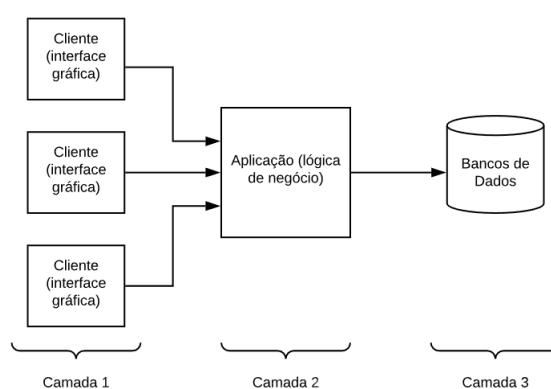 Cliente
(interface
gráfica)
Cliente
(interface
gráfica)
Cliente
(interface
gráfica)
Aplicação (lógica
de negócio)
Bancos de
Dados
Camada 1
Camada 2
Camada 3